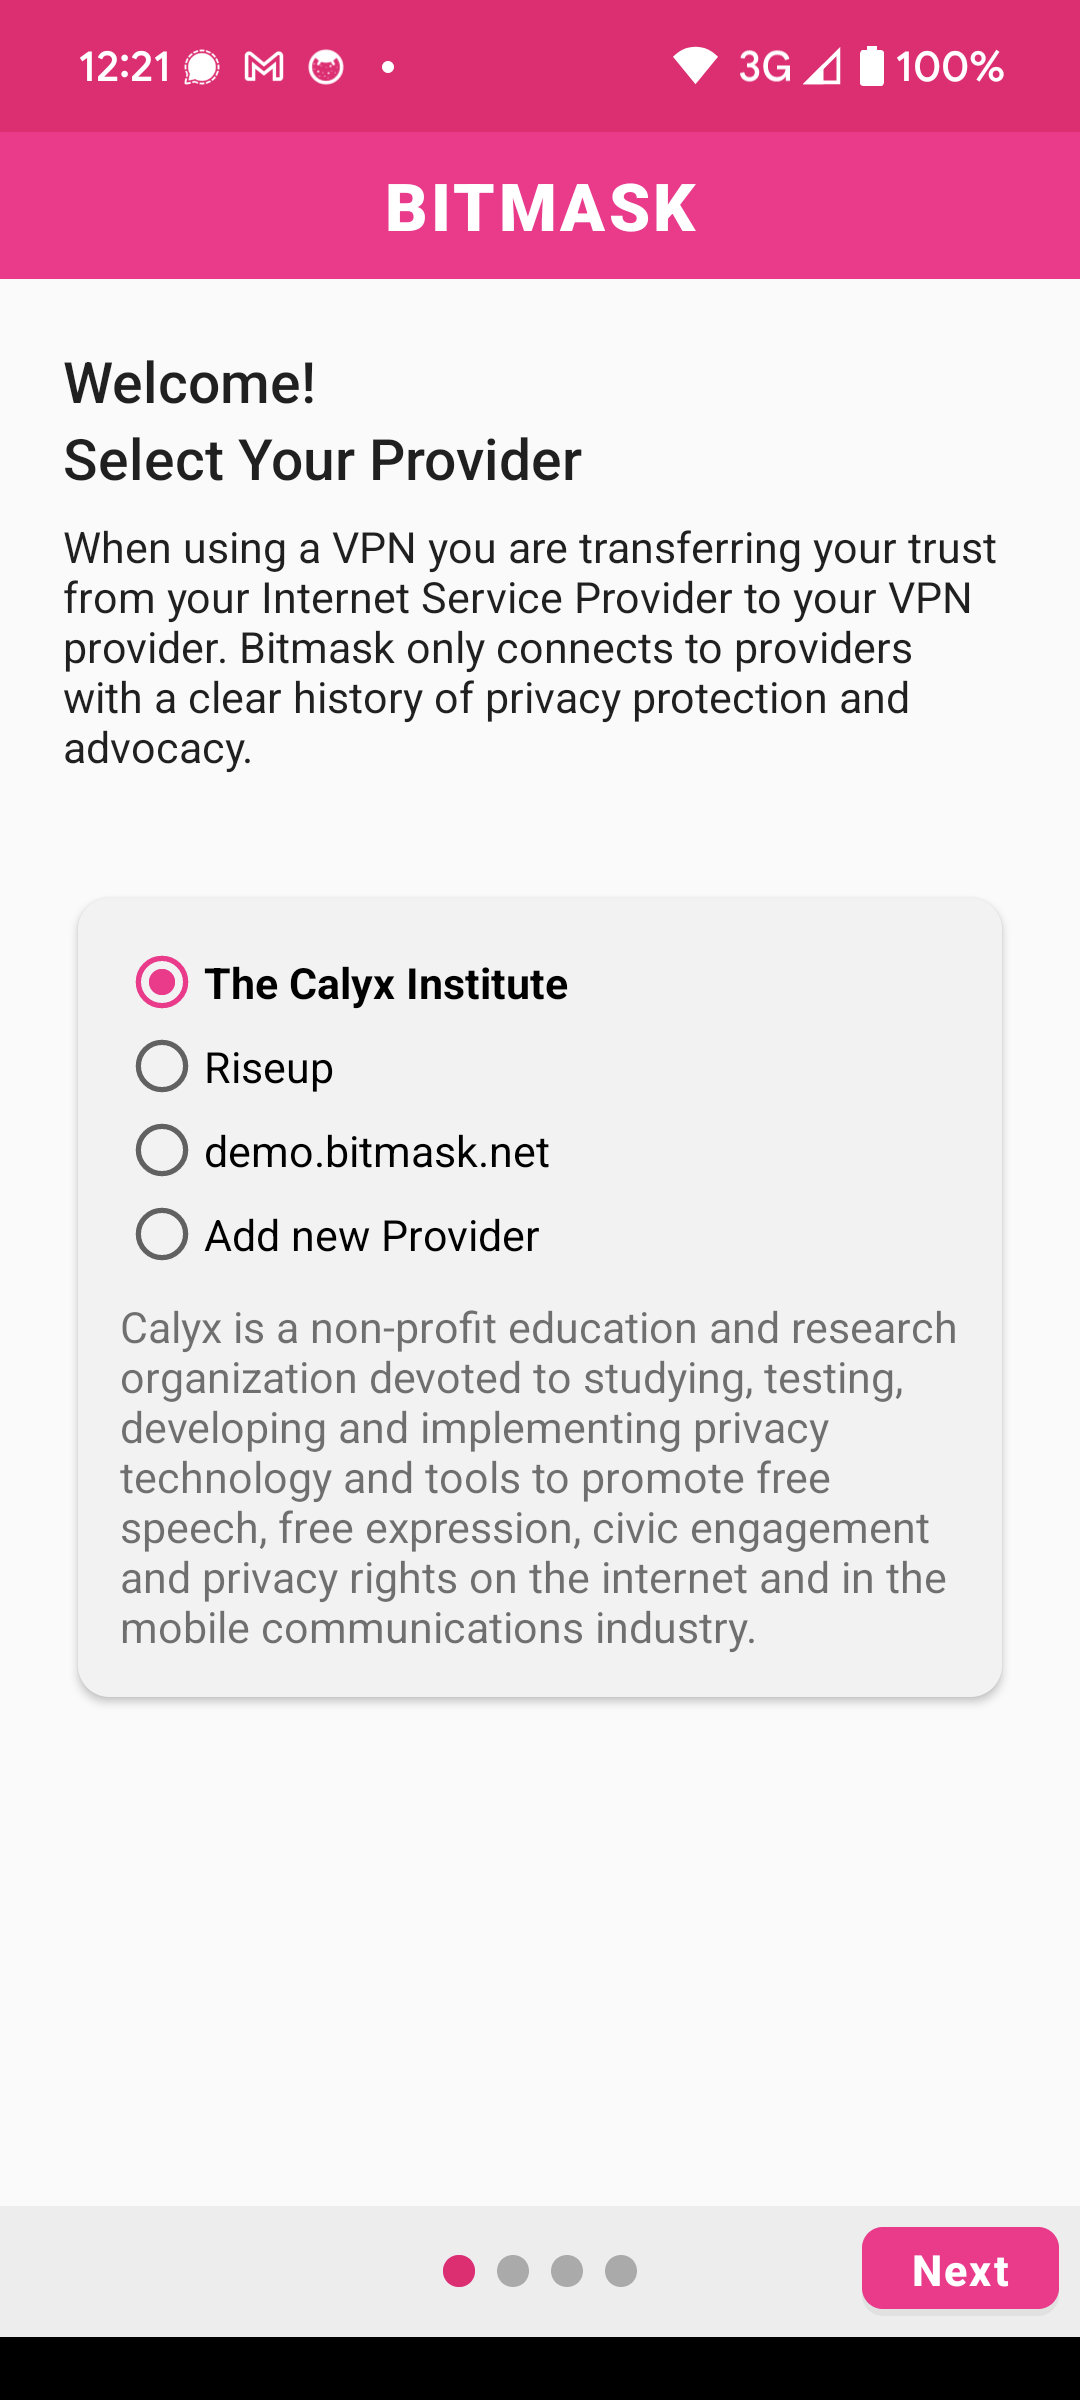 12:21 3G 100%
BITMASK
Welcome!
Select Your Provider
When using a VPN you are transferring your trust
from your Internet Service Provider to your VPN
provider. Bitmask only connects to providers
with a clear history of privacy protection and
advocacy.
The Calyx Institute
Riseup
demo.bitmask.net
Add new Provider
Calyx is a non-profit education and research
organization devoted to studying, testing,
developing and implementing privacy
technology and tools to promote free
speech, free expression, civic engagement
and privacy rights on the internet and in the
mobile communications industry.
Next